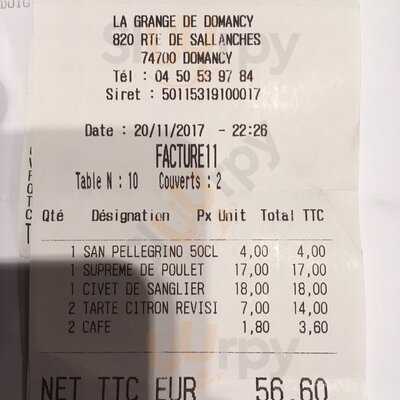 LA GRANGE DE DOMANCY
820 RTE DE SALLANCHES
74700 DOMANCY
Tél : 04 50 53 97 84
Siret : 50115319100017
Date : 20/11/2017 - 22:26
FACTURE11
Table N : 10 Couverts : 2
Qté Désignation Px Unit Total TTC
1 SAN PELLEGRINO 50CL 4,00 4,00
1 SUPREME DE POULET 17,00 17,00
1 CIVET DE SANGLIER 18,00 18,00
2 TARTE CITRON REVISI 7,00 14,00
2 CAFE 1,80 3,60
NET TTC EUR 56,60